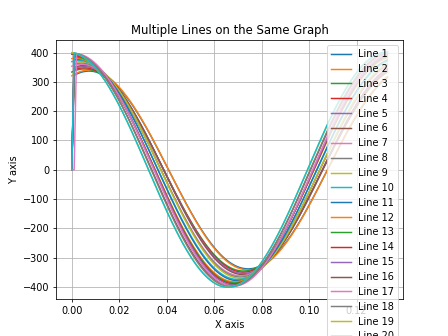 Multiple Lines on the Same Graph
Y axis
400
300
200
100
0
−100
−200
−300
−400
0.00
0.02
0.04
0.06
0.08
0.10
X axis
Line 1
Line 2
Line 3
Line 4
Line 5
Line 6
Line 7
Line 8
Line 9
Line 10
Line 11
Line 12
Line 13
Line 14
Line 15
Line 16
Line 17
Line 18
Line 19
Line 20